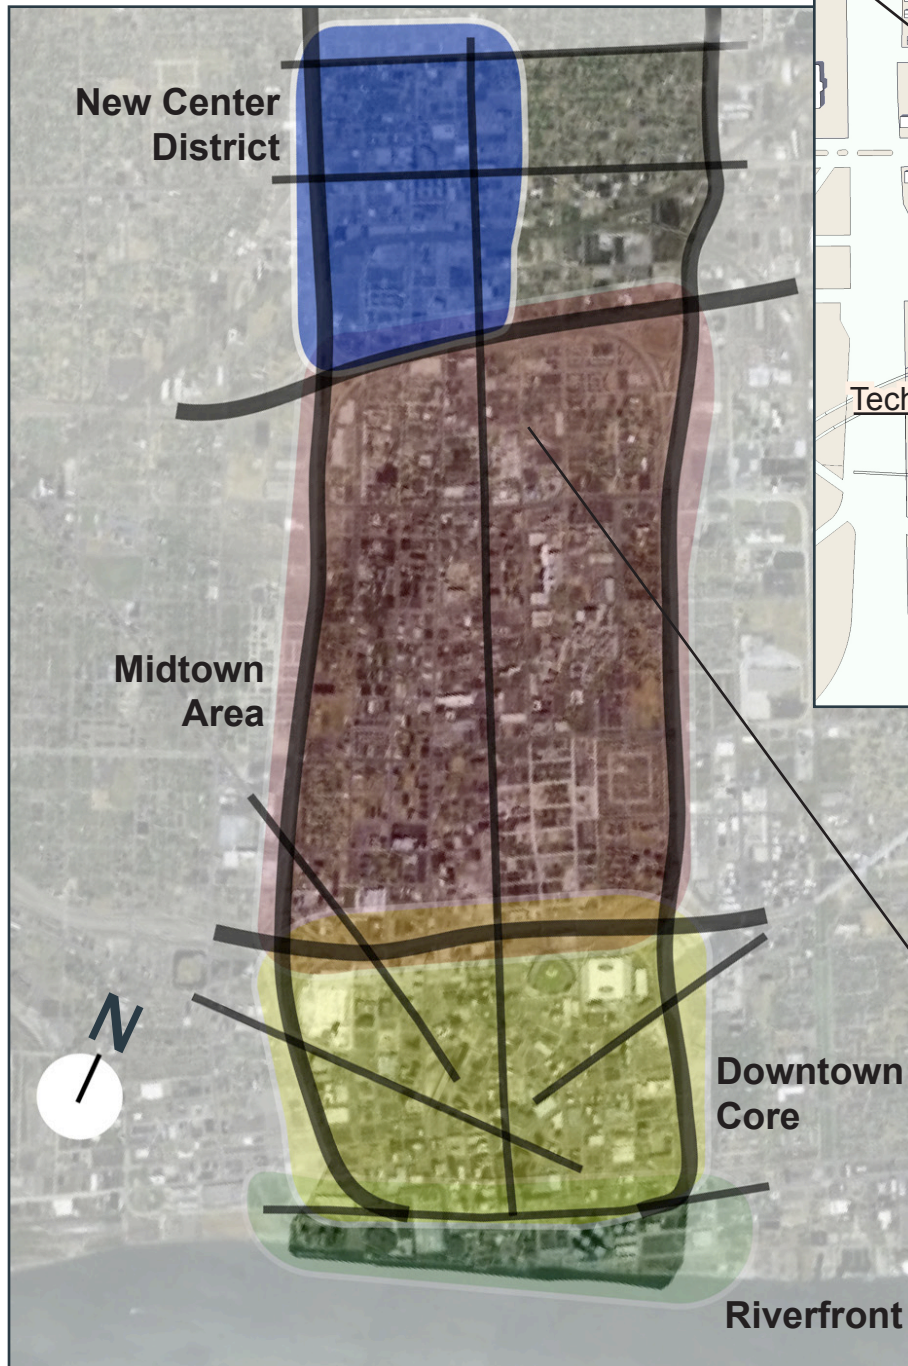 New Center
District
Tech
Midtown
Area
N
Downtown
Core
Riverfront